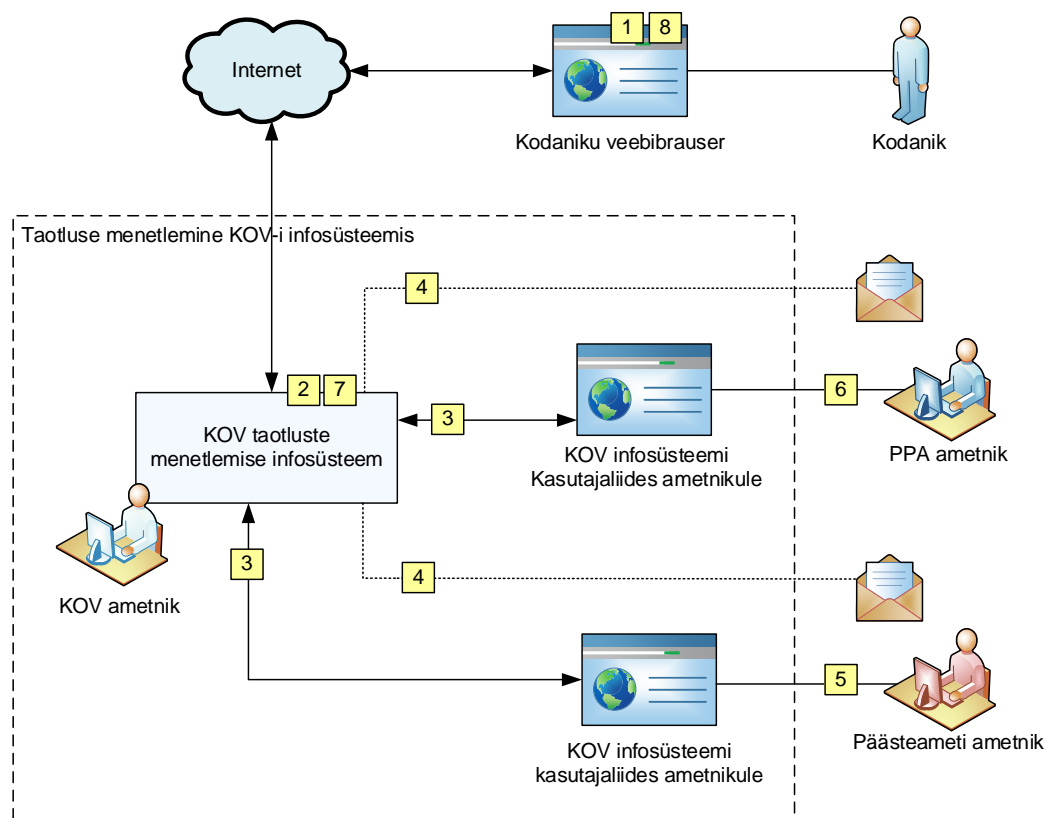 1
8
Internet
Kodaniku veebibrauser
Kodanik
Taotluse menetlemine KOV-i infosüsteemis
4
2
7
3
6
KOV taotluste
menetlemise infosüsteem
KOV infosüsteemi
Kasutajaliides ametnikule
PPA ametnik
3
4
KOV ametnik
5
KOV infosüsteemi
kasutajaliides ametnikule
Päästeameti ametnik